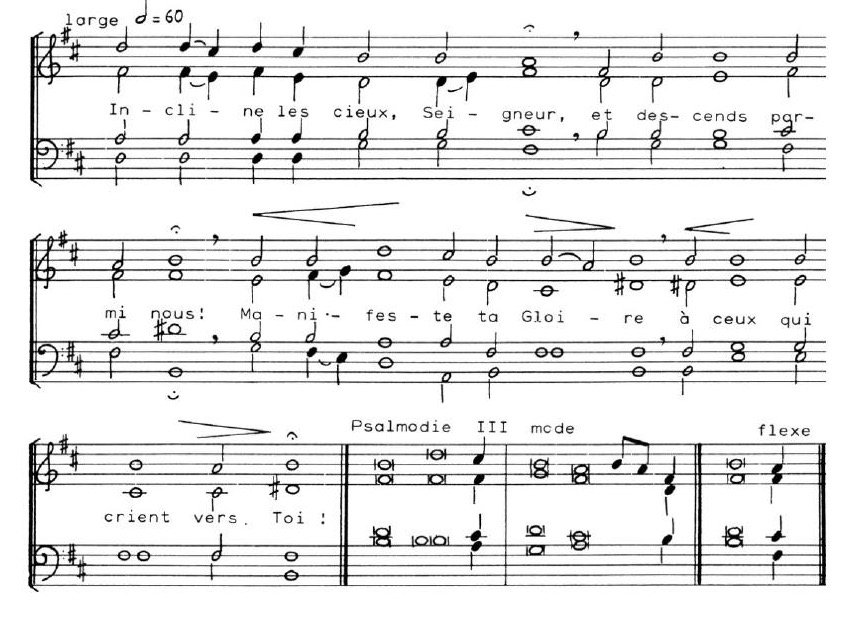 large 𝅗𝅥 = 60
In - cli - ne les cieux, Sei - gneur, et des - cends par-
mi nous! Ma - ni - fes - te ta Gloi - re à ceux qui
Psalmodie III mode flexe
crient vers Toi !